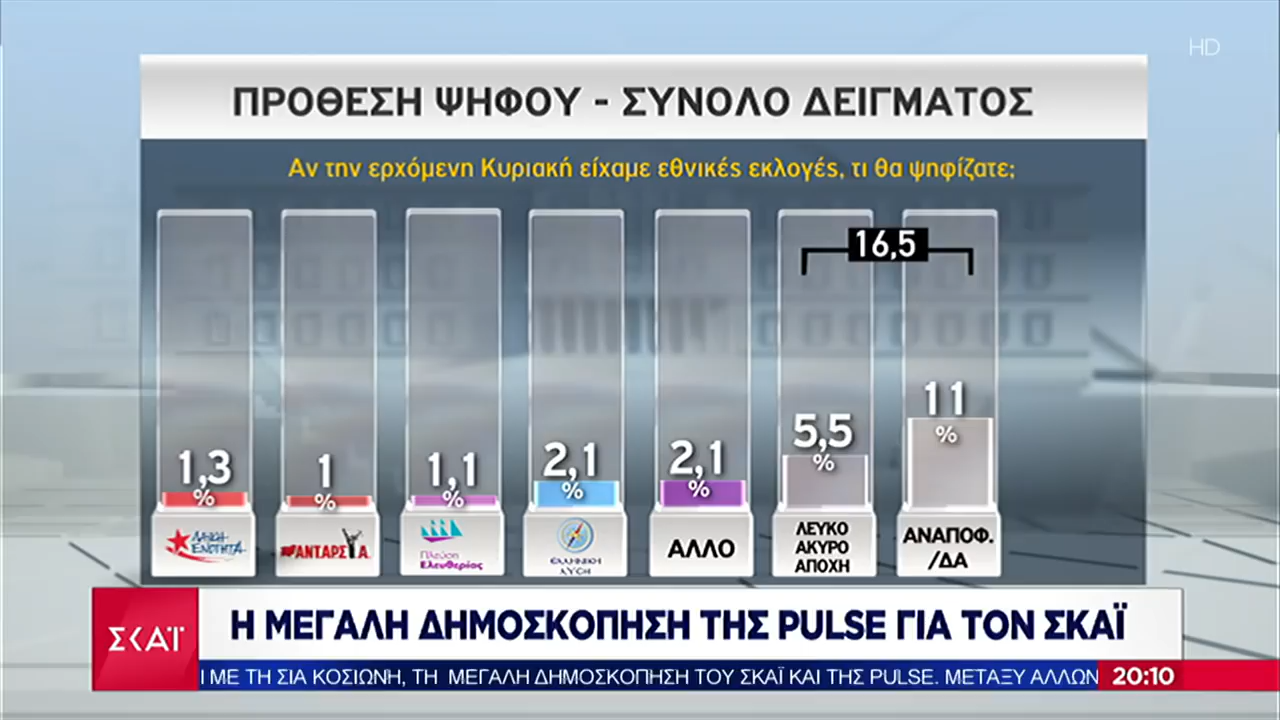 HD
ΠΡΟΘΕΣΗ ΨΗΦΟΥ - ΣΥΝΟΛΟ ΔΕΙΓΜΑΤΟΣ
Αν την ερχόμενη Κυριακή είχαμε εθνικές εκλογές, τι θα ψηφίζατε;
16,5
1,3 %
1 %
1,1 %
2,1 %
2,1 %
5,5 %
11 %
ΛΑΪΚΗ
ΕΝΟΤΗΤΑ
ΑΝΤΑΡΣΥΑ.
Πλεύση
Ελευθερίας
ΕΛΛΗΝΙΚΗ
ΛΥΣΗ
ΑΛΛΟ
ΛΕΥΚΟ
ΑΚΥΡΟ
ΑΠΟΧΗ
ΑΝΑΠΟΦ.
/ΔΑ
ΣΚΑΪ
Η ΜΕΓΑΛΗ ΔΗΜΟΣΚΟΠΗΣΗ ΤΗΣ PULSE ΓΙΑ ΤΟΝ ΣΚΑΪ
Ι ΜΕ ΤΗ ΣΙΑ ΚΟΣΙΩΝΗ, ΤΗ ΜΕΓΑΛΗ ΔΗΜΟΣΚΟΠΗΣΗ ΤΟΥ ΣΚΑΪ ΚΑΙ ΤΗΣ PULSE. ΜΕΤΑΞΥ ΑΛΛΩΝ
20:10